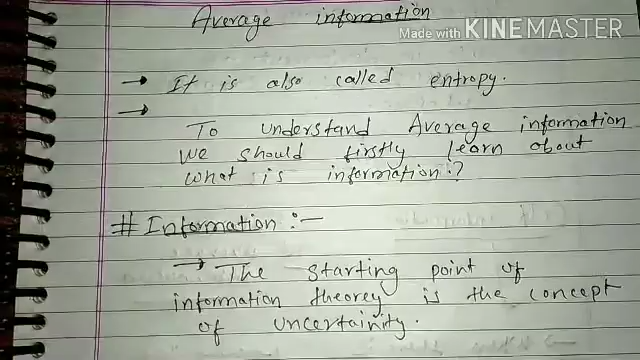 Average information
Made with KINEMASTER
→ It is also called entropy.
→
To understand Average information
we should firstly learn about
what is information:?
# Information :-
→ The starting point of
information theorey is the concept
of uncertainity.